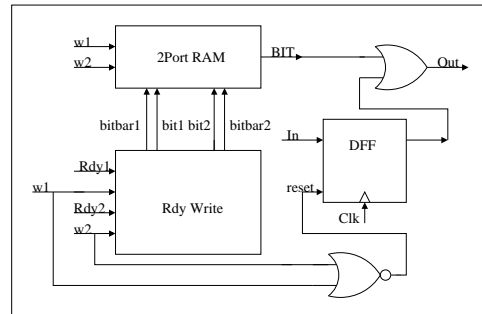 w1
2Port RAM
BIT
w2
Out
bitbar1
bit1
bit2
bitbar2
In
DFF
Rdy1
w1
reset
Rdy2
Rdy Write
Clk
w2